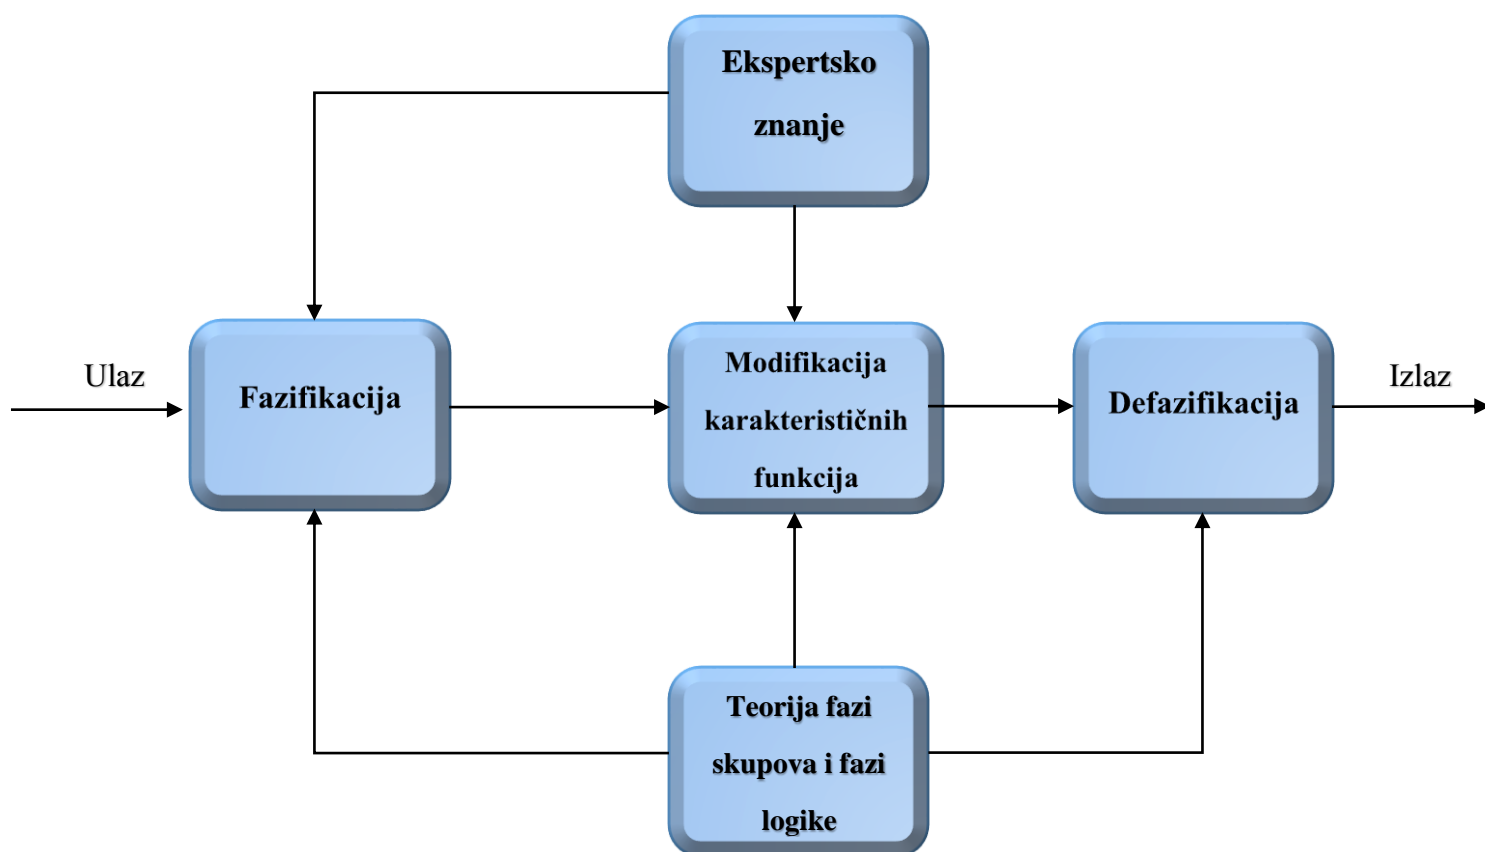 Ekspertsko
znanje
Ulaz
Fazifikacija
Modifikacija
karakterističnih
funkcija
Defazifikacija
Izlaz
Teorija fazi
skupova i fazi
logike